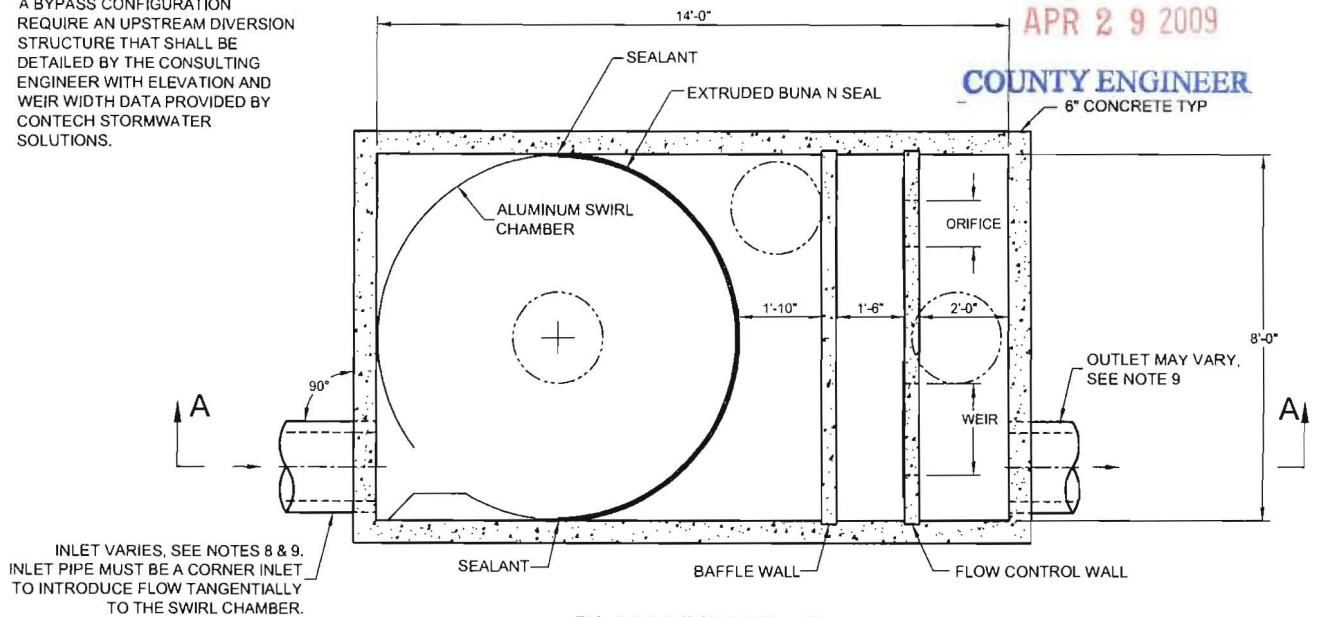 A BYPASS CONFIGURATION
REQUIRE AN UPSTREAM DIVERSION
STRUCTURE THAT SHALL BE
DETAILED BY THE CONSULTING
ENGINEER WITH ELEVATION AND
WEIR WIDTH DATA PROVIDED BY
CONTECH STORMWATER
SOLUTIONS.
14'-0"
APR 2 9 2009
COUNTY ENGINEER
6" CONCRETE TYP
SEALANT
EXTRUDED BUNA N SEAL
ALUMINUM SWIRL
CHAMBER
ORIFICE
1'-10"
1'-6"
2'-0"
8'-0"
90°
A
OUTLET MAY VARY,
SEE NOTE 9
WEIR
A
INLET VARIES, SEE NOTES 8 & 9.
INLET PIPE MUST BE A CORNER INLET
TO INTRODUCE FLOW TANGENTIALLY
TO THE SWIRL CHAMBER.
SEALANT
BAFFLE WALL
FLOW CONTROL WALL